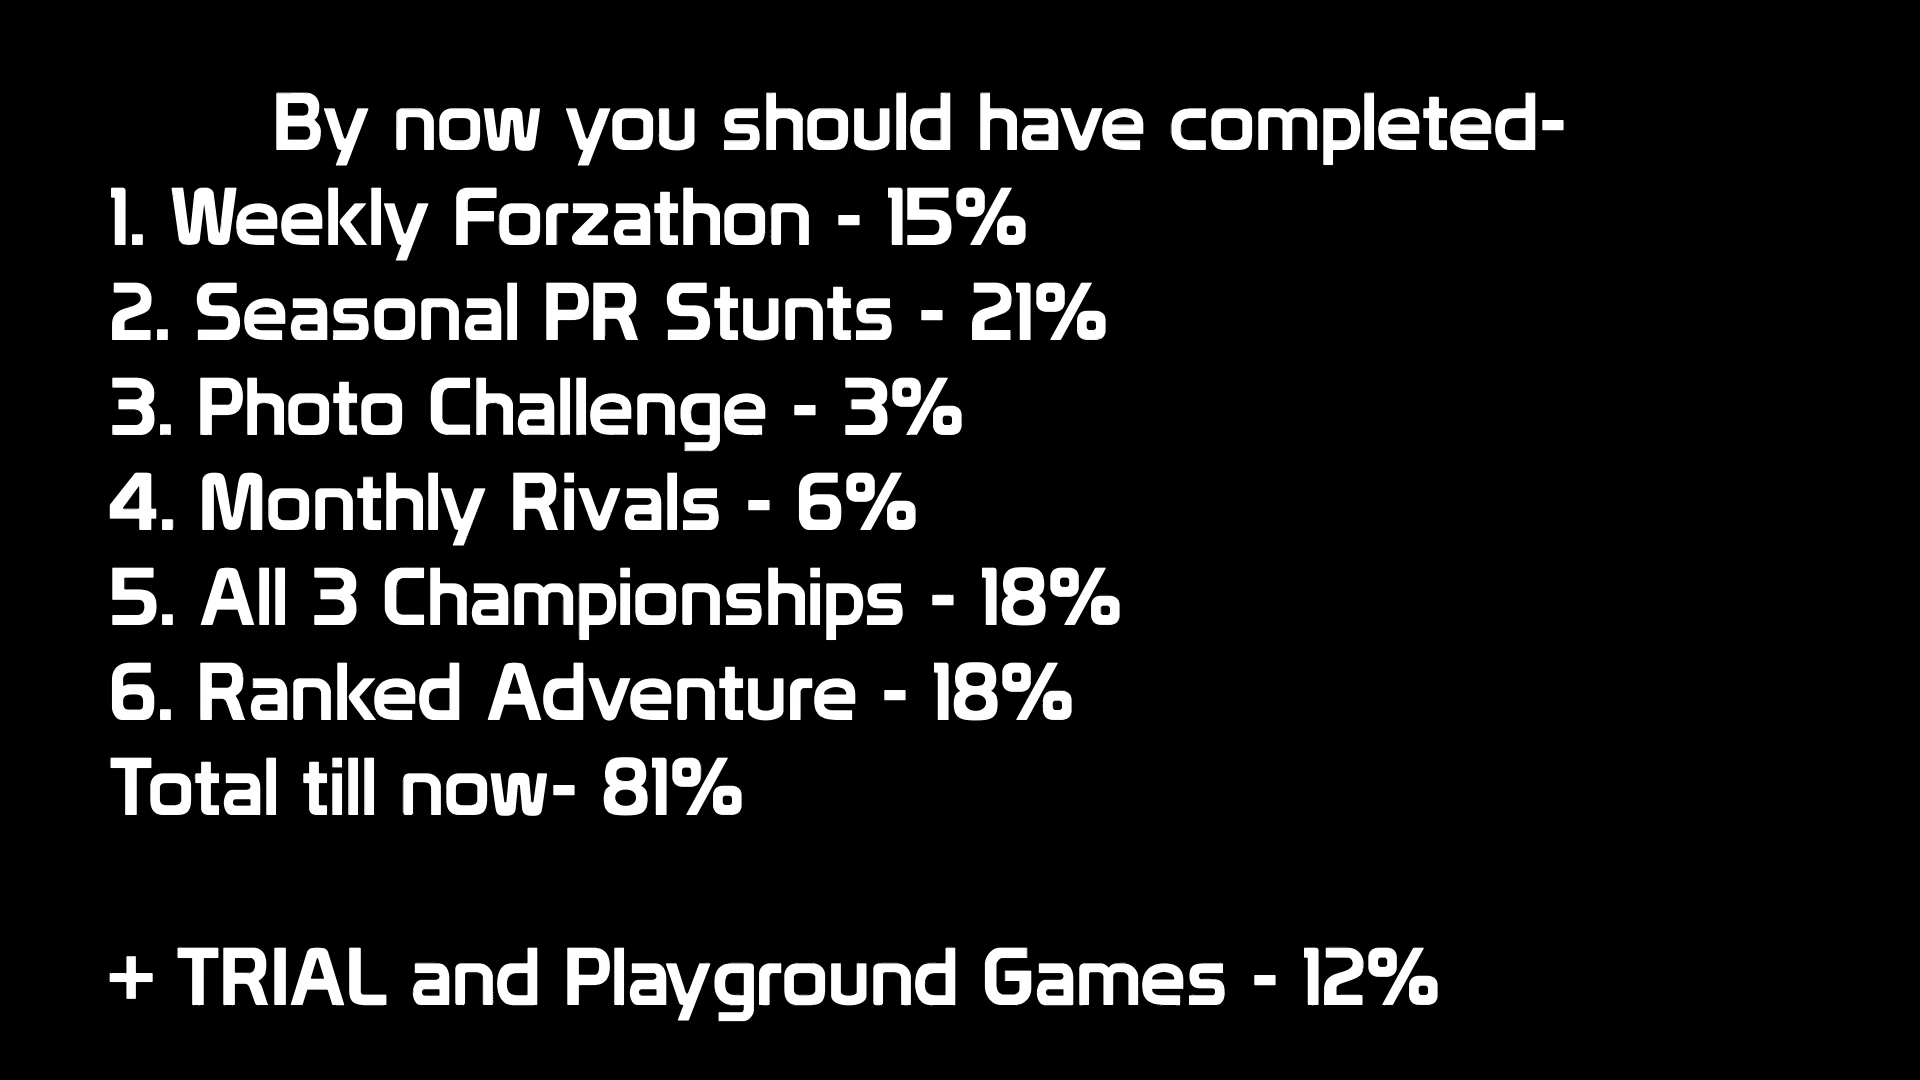 By now you should have completed-
1. Weekly Forzathon - 15%
2. Seasonal PR Stunts - 21%
3. Photo Challenge - 3%
4. Monthly Rivals - 6%
5. All 3 Championships - 18%
6. Ranked Adventure - 18%
Total till now- 81%
+ TRIAL and Playground Games - 12%